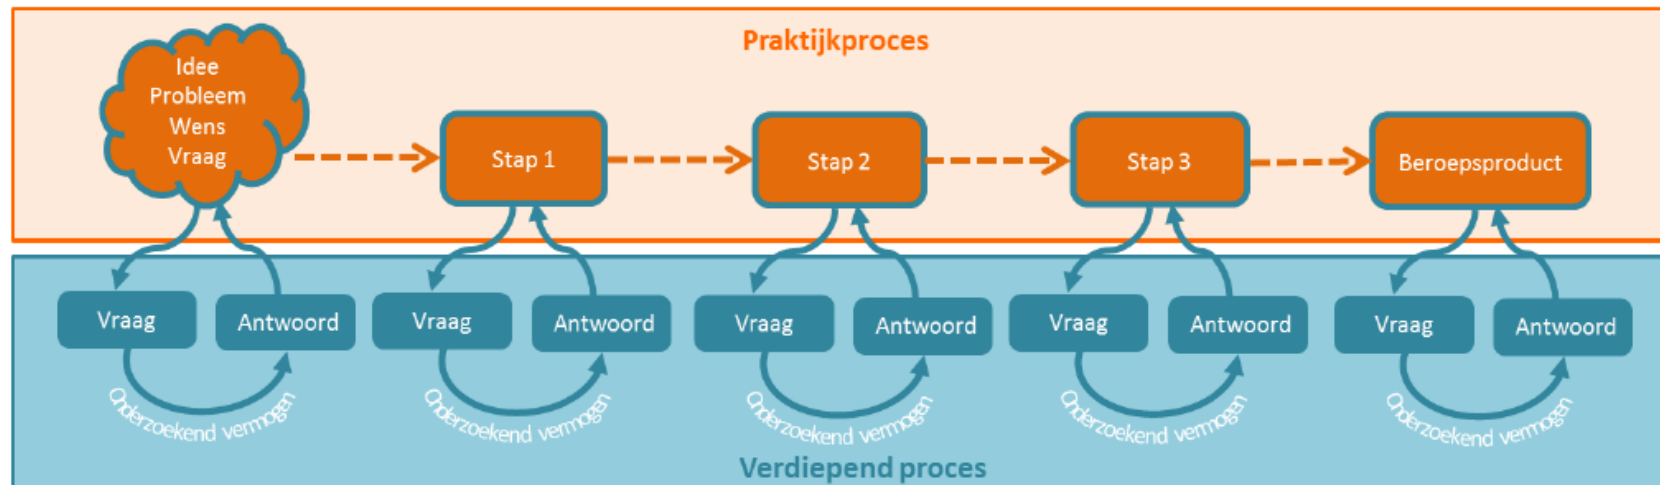 Praktijkproces
Idee
Probleem
Wens
Vraag
Stap 1
Stap 2
Stap 3
Beroepsproduct
Vraag
Antwoord
Onderzoekend vermogen
Vraag
Antwoord
Onderzoekend vermogen
Vraag
Antwoord
Onderzoekend vermogen
Vraag
Antwoord
Onderzoekend vermogen
Vraag
Antwoord
Onderzoekend vermogen
Verdiepend proces